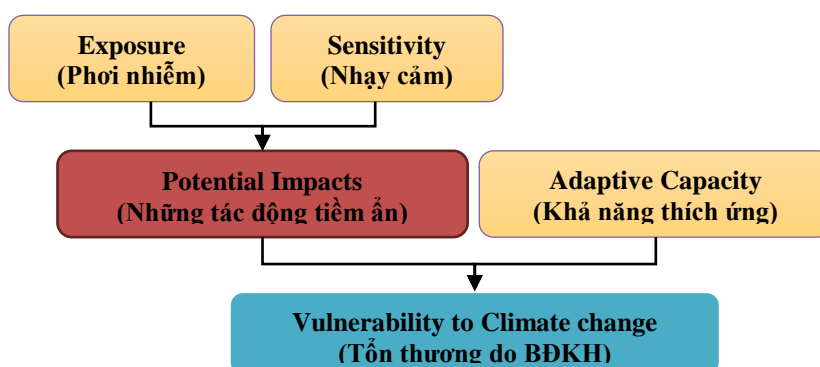 Exposure
(Phơi nhiễm)
Sensitivity
(Nhạy cảm)
Potential Impacts
(Những tác động tiềm ẩn)
Adaptive Capacity
(Khả năng thích ứng)
Vulnerability to Climate change
(Tổn thương do BĐKH)